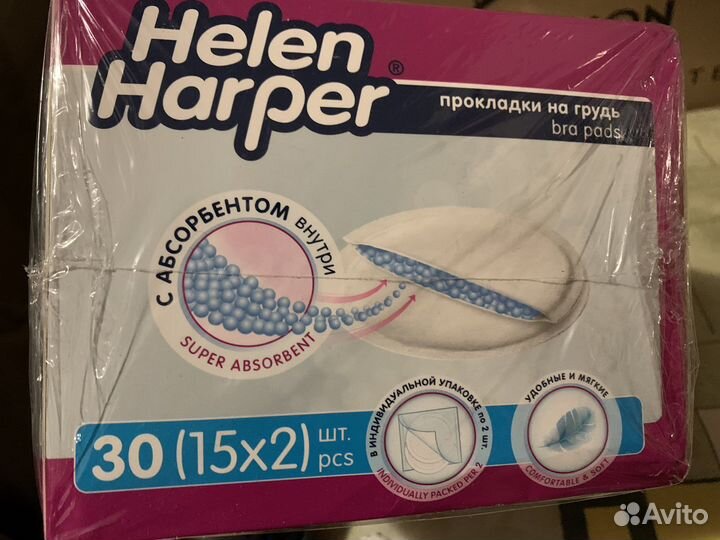 Helen
Harper®
прокладки на грудь
bra pads
С АБСОРБЕНТОМ внутри
SUPER ABSORBENT
30 (15x2) шт.
pcs
В ИНДИВИДУАЛЬНОЙ УПАКОВКЕ по 2 шт.
INDIVIDUALLY PACKED PER 2
УДОБНЫЕ И МЯГКИЕ
COMFORTABLE & SOFT
Avito